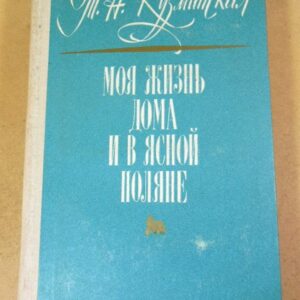 Т. А. Кузминская
МОЯ ЖИЗНЬ
ДОМА
И В ЯСНОЙ
ПОЛЯНЕ